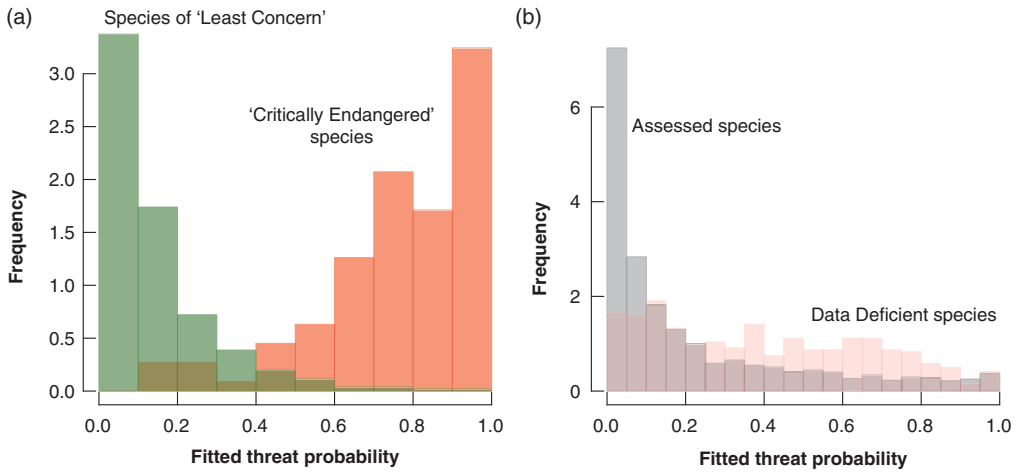 (a)
Species of ‘Least Concern’
‘Critically Endangered’
species
Frequency
3.0
2.5
2.0
1.5
1.0
0.5
0.0
0.0 0.2 0.4 0.6 0.8 1.0
Fitted threat probability
(b)
Assessed species
Data Deficient species
Frequency
6
4
2
0
0.0 0.2 0.4 0.6 0.8 1.0
Fitted threat probability